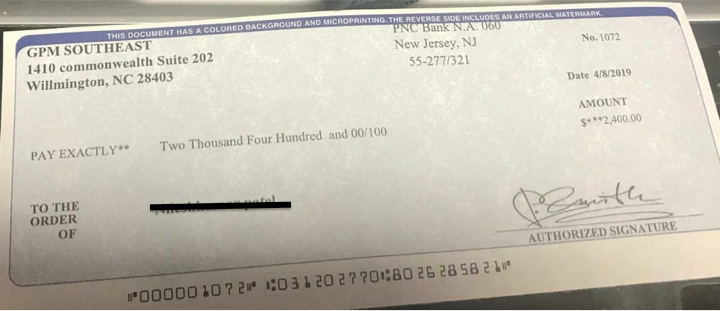 THIS DOCUMENT HAS A COLORED BACKGROUND AND MICROPRINTING. THE REVERSE SIDE INCLUDES AN ARTIFICIAL WATERMARK.
GPM SOUTHEAST
1410 commonwealth Suite 202
Willmington, NC 28403
PNC Bank N.A. 060
New Jersey, NJ
55-277/321
No. 1072
Date 4/8/2019
AMOUNT
$***2,400.00
PAY EXACTLY** Two Thousand Four Hundred and 00/100
TO THE
ORDER
OF
P. Smith
AUTHORIZED SIGNATURE
⑈000001072⑈ ⑆031202770⑆8026285821⑈